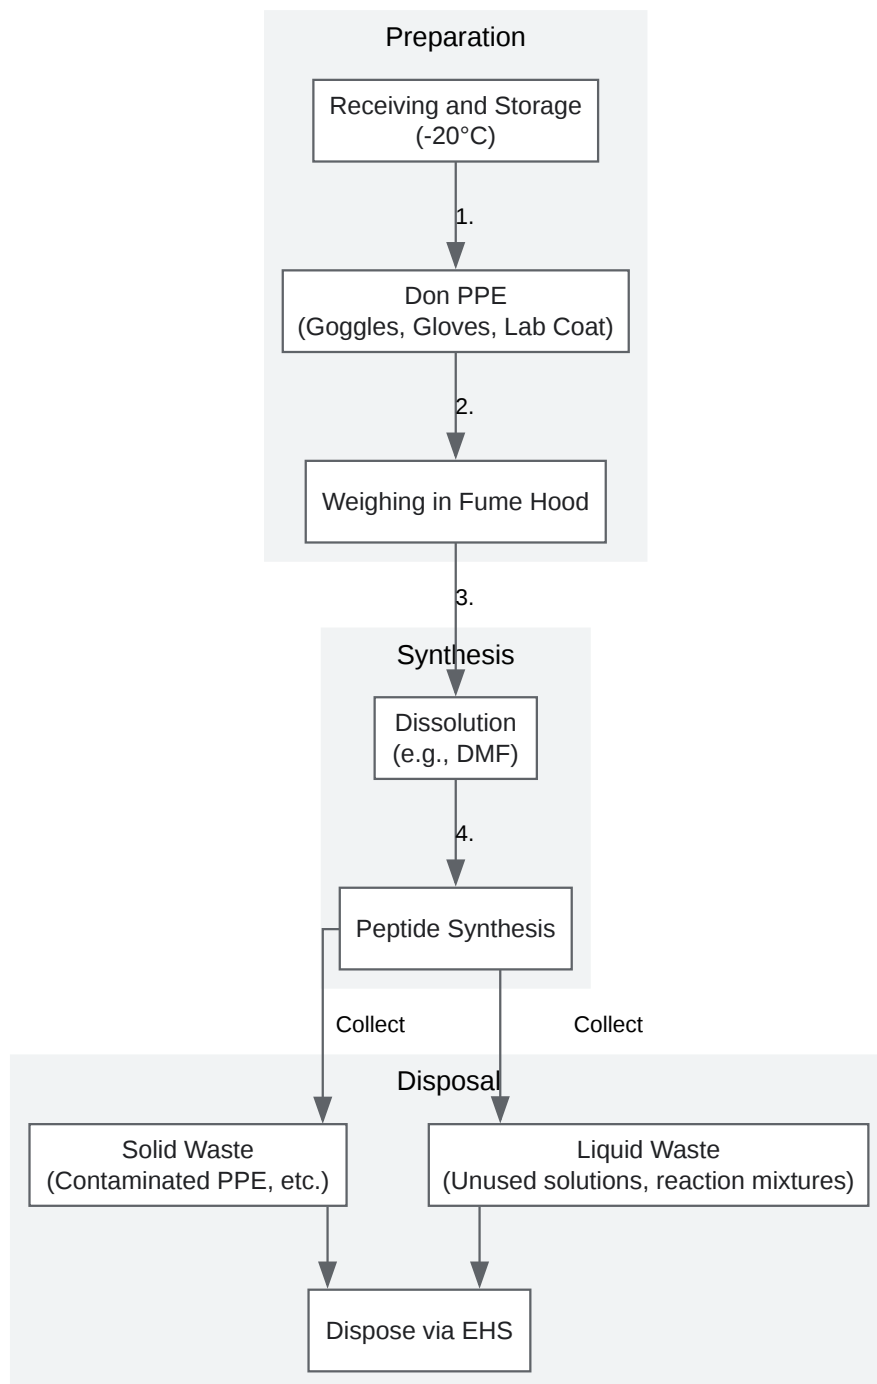 Preparation
Receiving and Storage
(-20°C)
1.
Don PPE
(Goggles, Gloves, Lab Coat)
2.
Weighing in Fume Hood
3.
Synthesis
Dissolution
(e.g., DMF)
4.
Peptide Synthesis
Collect
Collect
Disposal
Solid Waste
(Contaminated PPE, etc.)
Liquid Waste
(Unused solutions, reaction mixtures)
Dispose via EHS